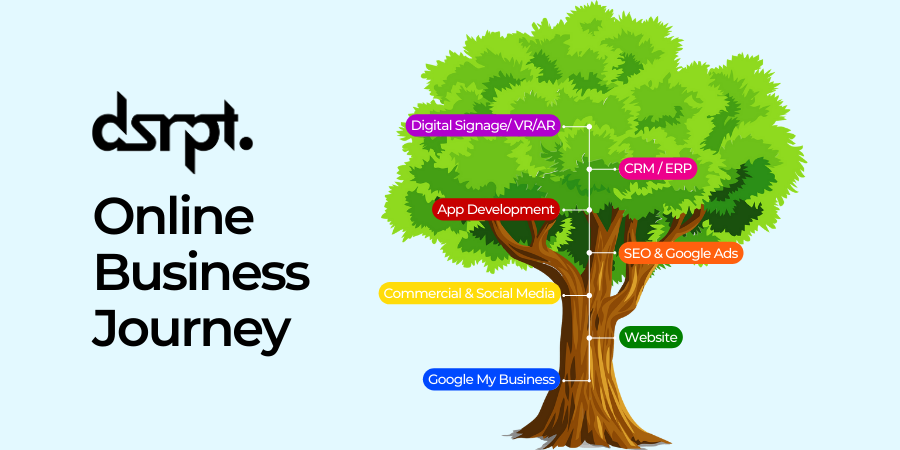 dsrpt.
Online
Business
Journey
Digital Signage/ VR/AR
CRM / ERP
App Development
SEO & Google Ads
Commercial & Social Media
Website
Google My Business